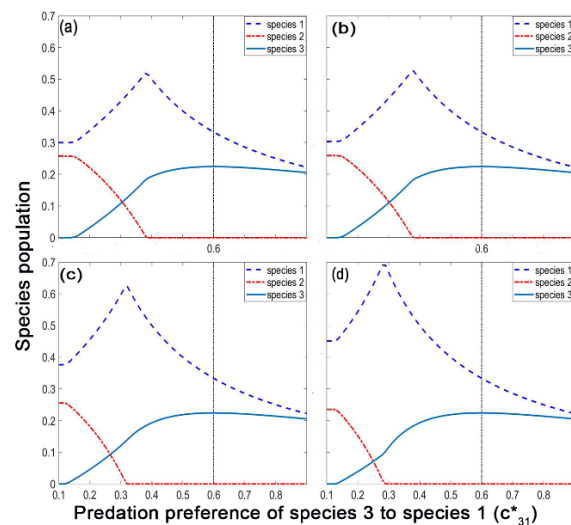 0.7
0.6
0.5
0.4
0.3
0.2
0.1
0
(a)
species 1
species 2
species 3
0.6
(b)
species 1
species 2
species 3
0.6
0.7
0.6
0.5
0.4
0.3
0.2
0.1
0
(c)
species 1
species 2
species 3
0.1 0.2 0.3 0.4 0.5 0.6 0.7 0.8 0.9
(d)
species 1
species 2
species 3
0.1 0.2 0.3 0.4 0.5 0.6 0.7 0.8 0.9
Species population
Predation preference of species 3 to species 1 (c*31)